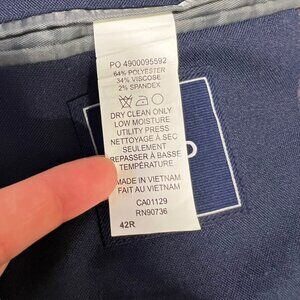 PO 4900095592
64% POLYESTER
34% VISCOSE
2% SPANDEX
DRY CLEAN ONLY
LOW MOISTURE
UTILITY PRESS
NETTOYAGE À SEC
SEULEMENT
REPASSER À BASSE
TEMPÉRATURE
MADE IN VIETNAM
FAIT AU VIETNAM
CA01129
RN90736
42R